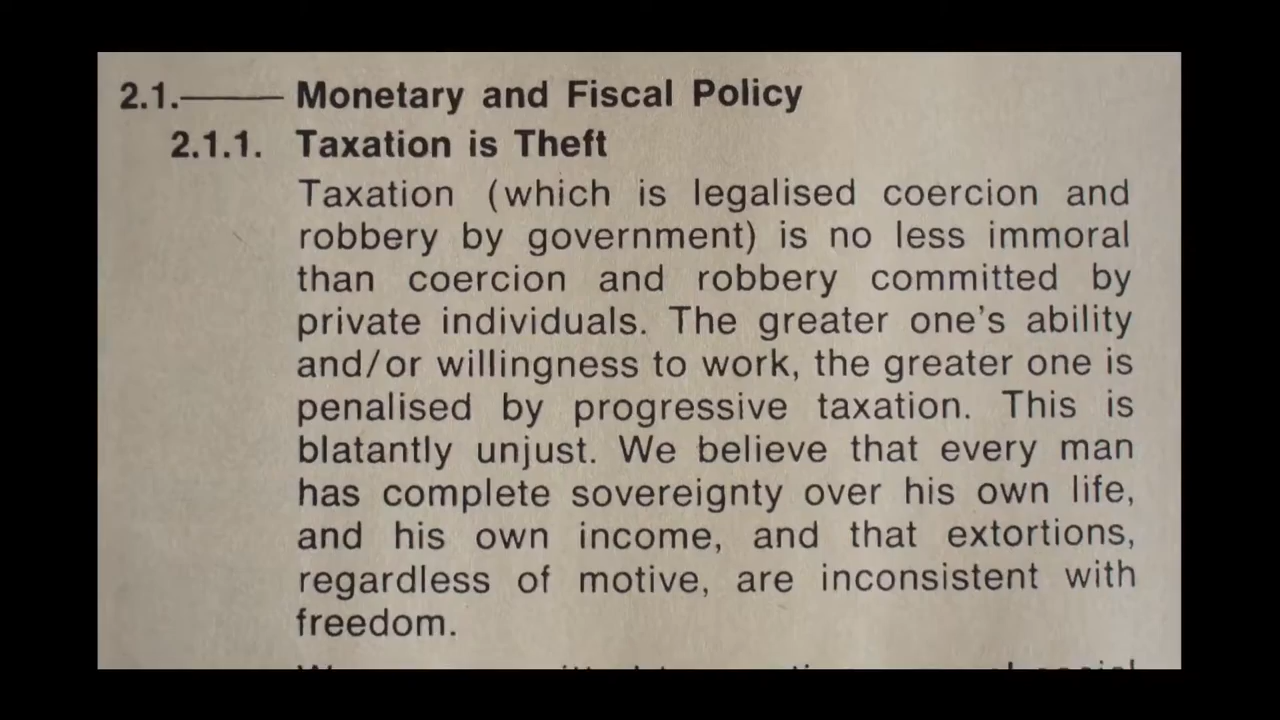 2.1. Monetary and Fiscal Policy
2.1.1. Taxation is Theft
Taxation (which is legalised coercion and
robbery by government) is no less immoral
than coercion and robbery committed by
private individuals. The greater one's ability
and/or willingness to work, the greater one is
penalised by progressive taxation. This is
blatantly unjust. We believe that every man
has complete sovereignty over his own life,
and his own income, and that extortions,
regardless of motive, are inconsistent with
freedom.